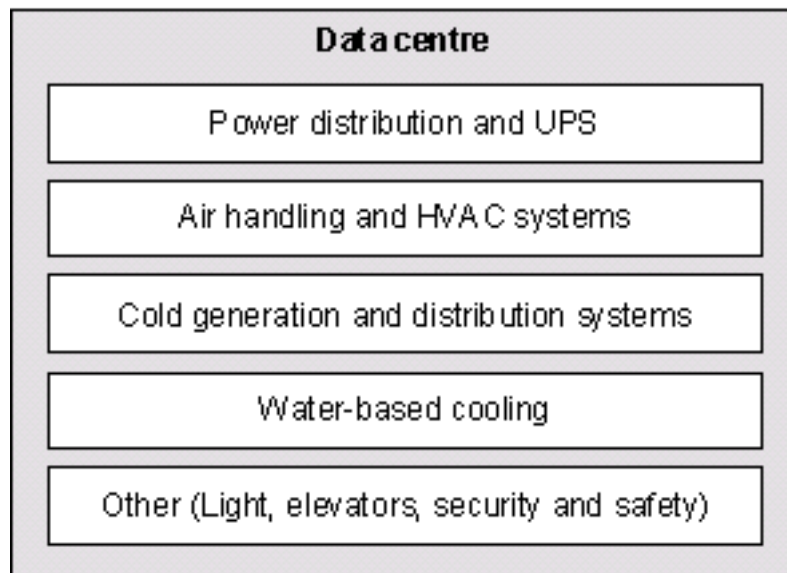 Data centre
Power distribution and UPS
Air handling and HVAC systems
Cold generation and distribution systems
Water-based cooling
Other (Light, elevators, security and safety)